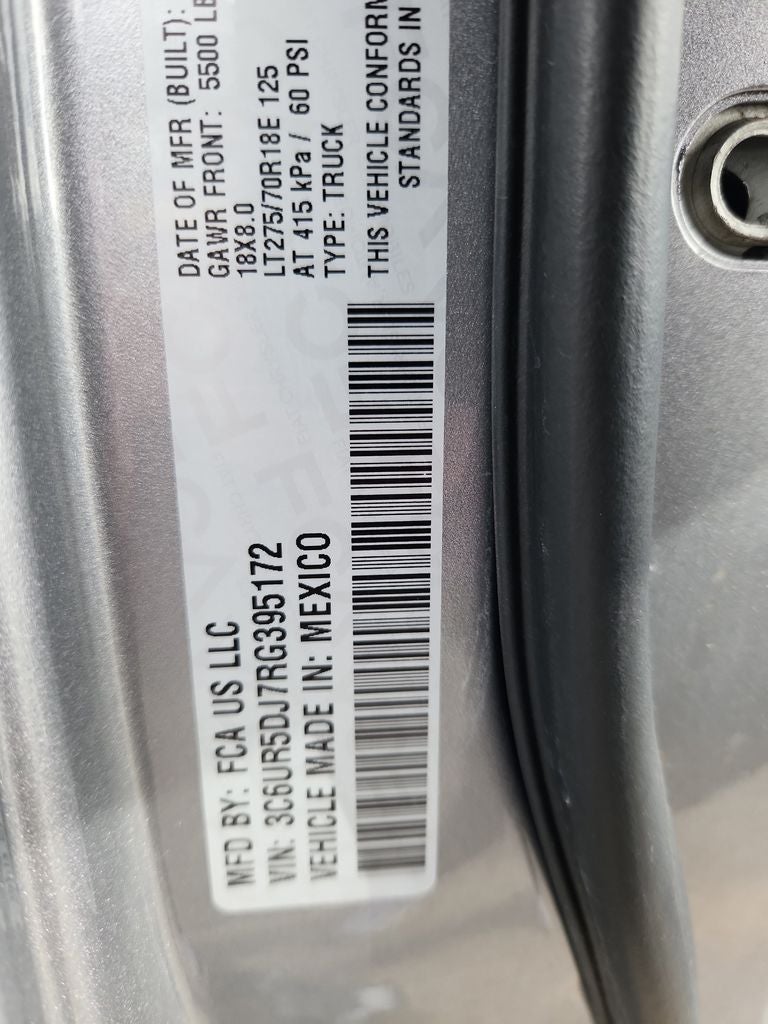 MFD BY: FCA US LLC
VIN: 3C6UR5DJ7RG395172
VEHICLE MADE IN: MEXICO
DATE OF MFR (BUILT):
GAWR FRONT: 5500 LB
18X8.0
LT275/70R18E 125
AT 415 kPa / 60 PSI
TYPE: TRUCK
THIS VEHICLE CONFORM
STANDARDS IN